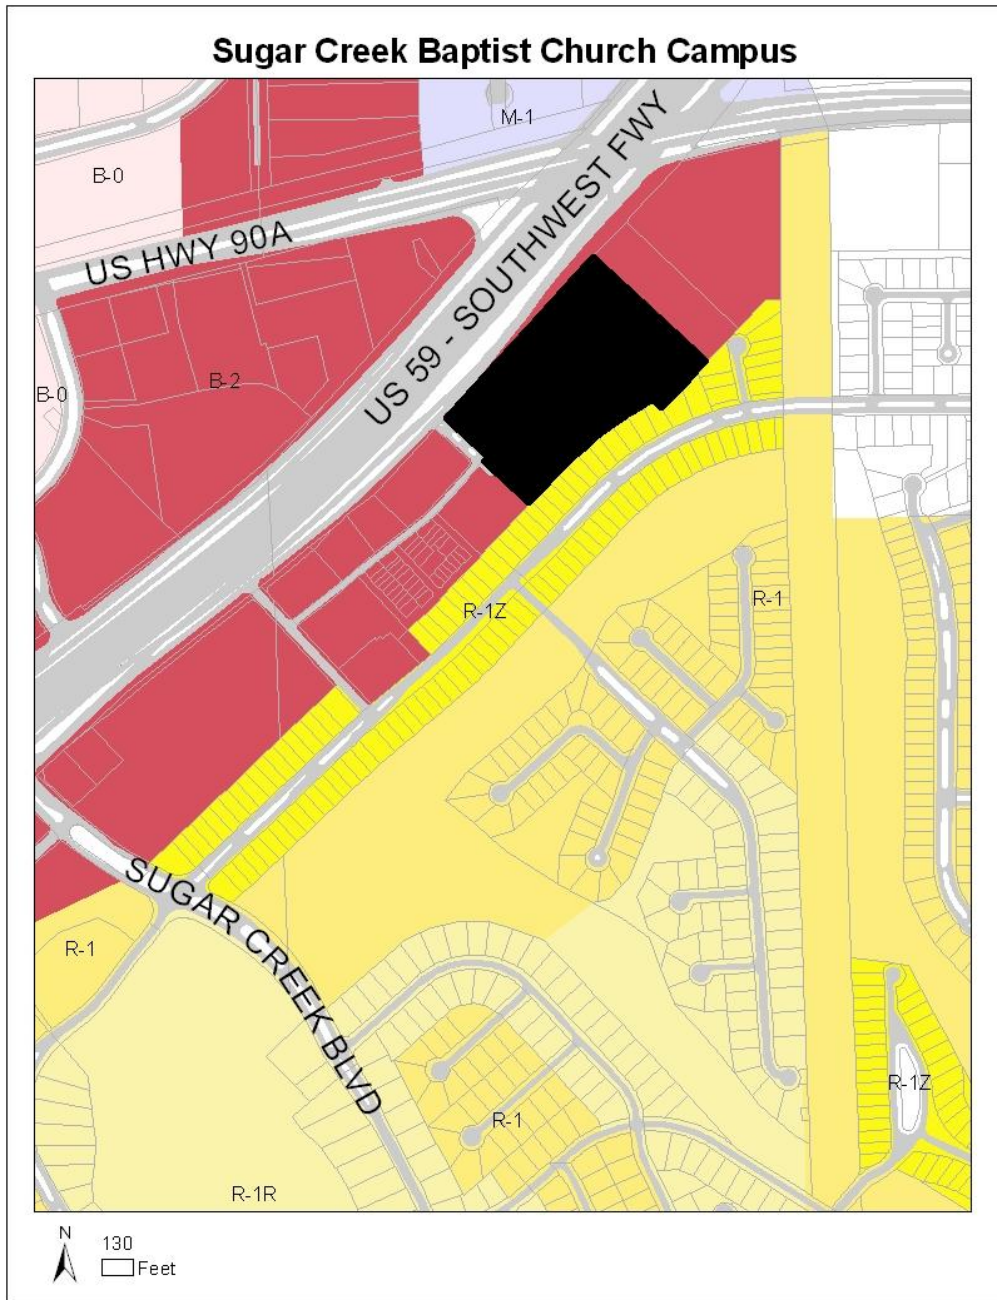 Sugar Creek Baptist Church Campus
M-1
B-0
US HWY 90A
US 59 - SOUTHWEST FWY
B-0
B-2
R-1Z
R-1
SUGAR CREEK BLVD
R-1
R-1Z
R-1
R-1R
N
130
Feet